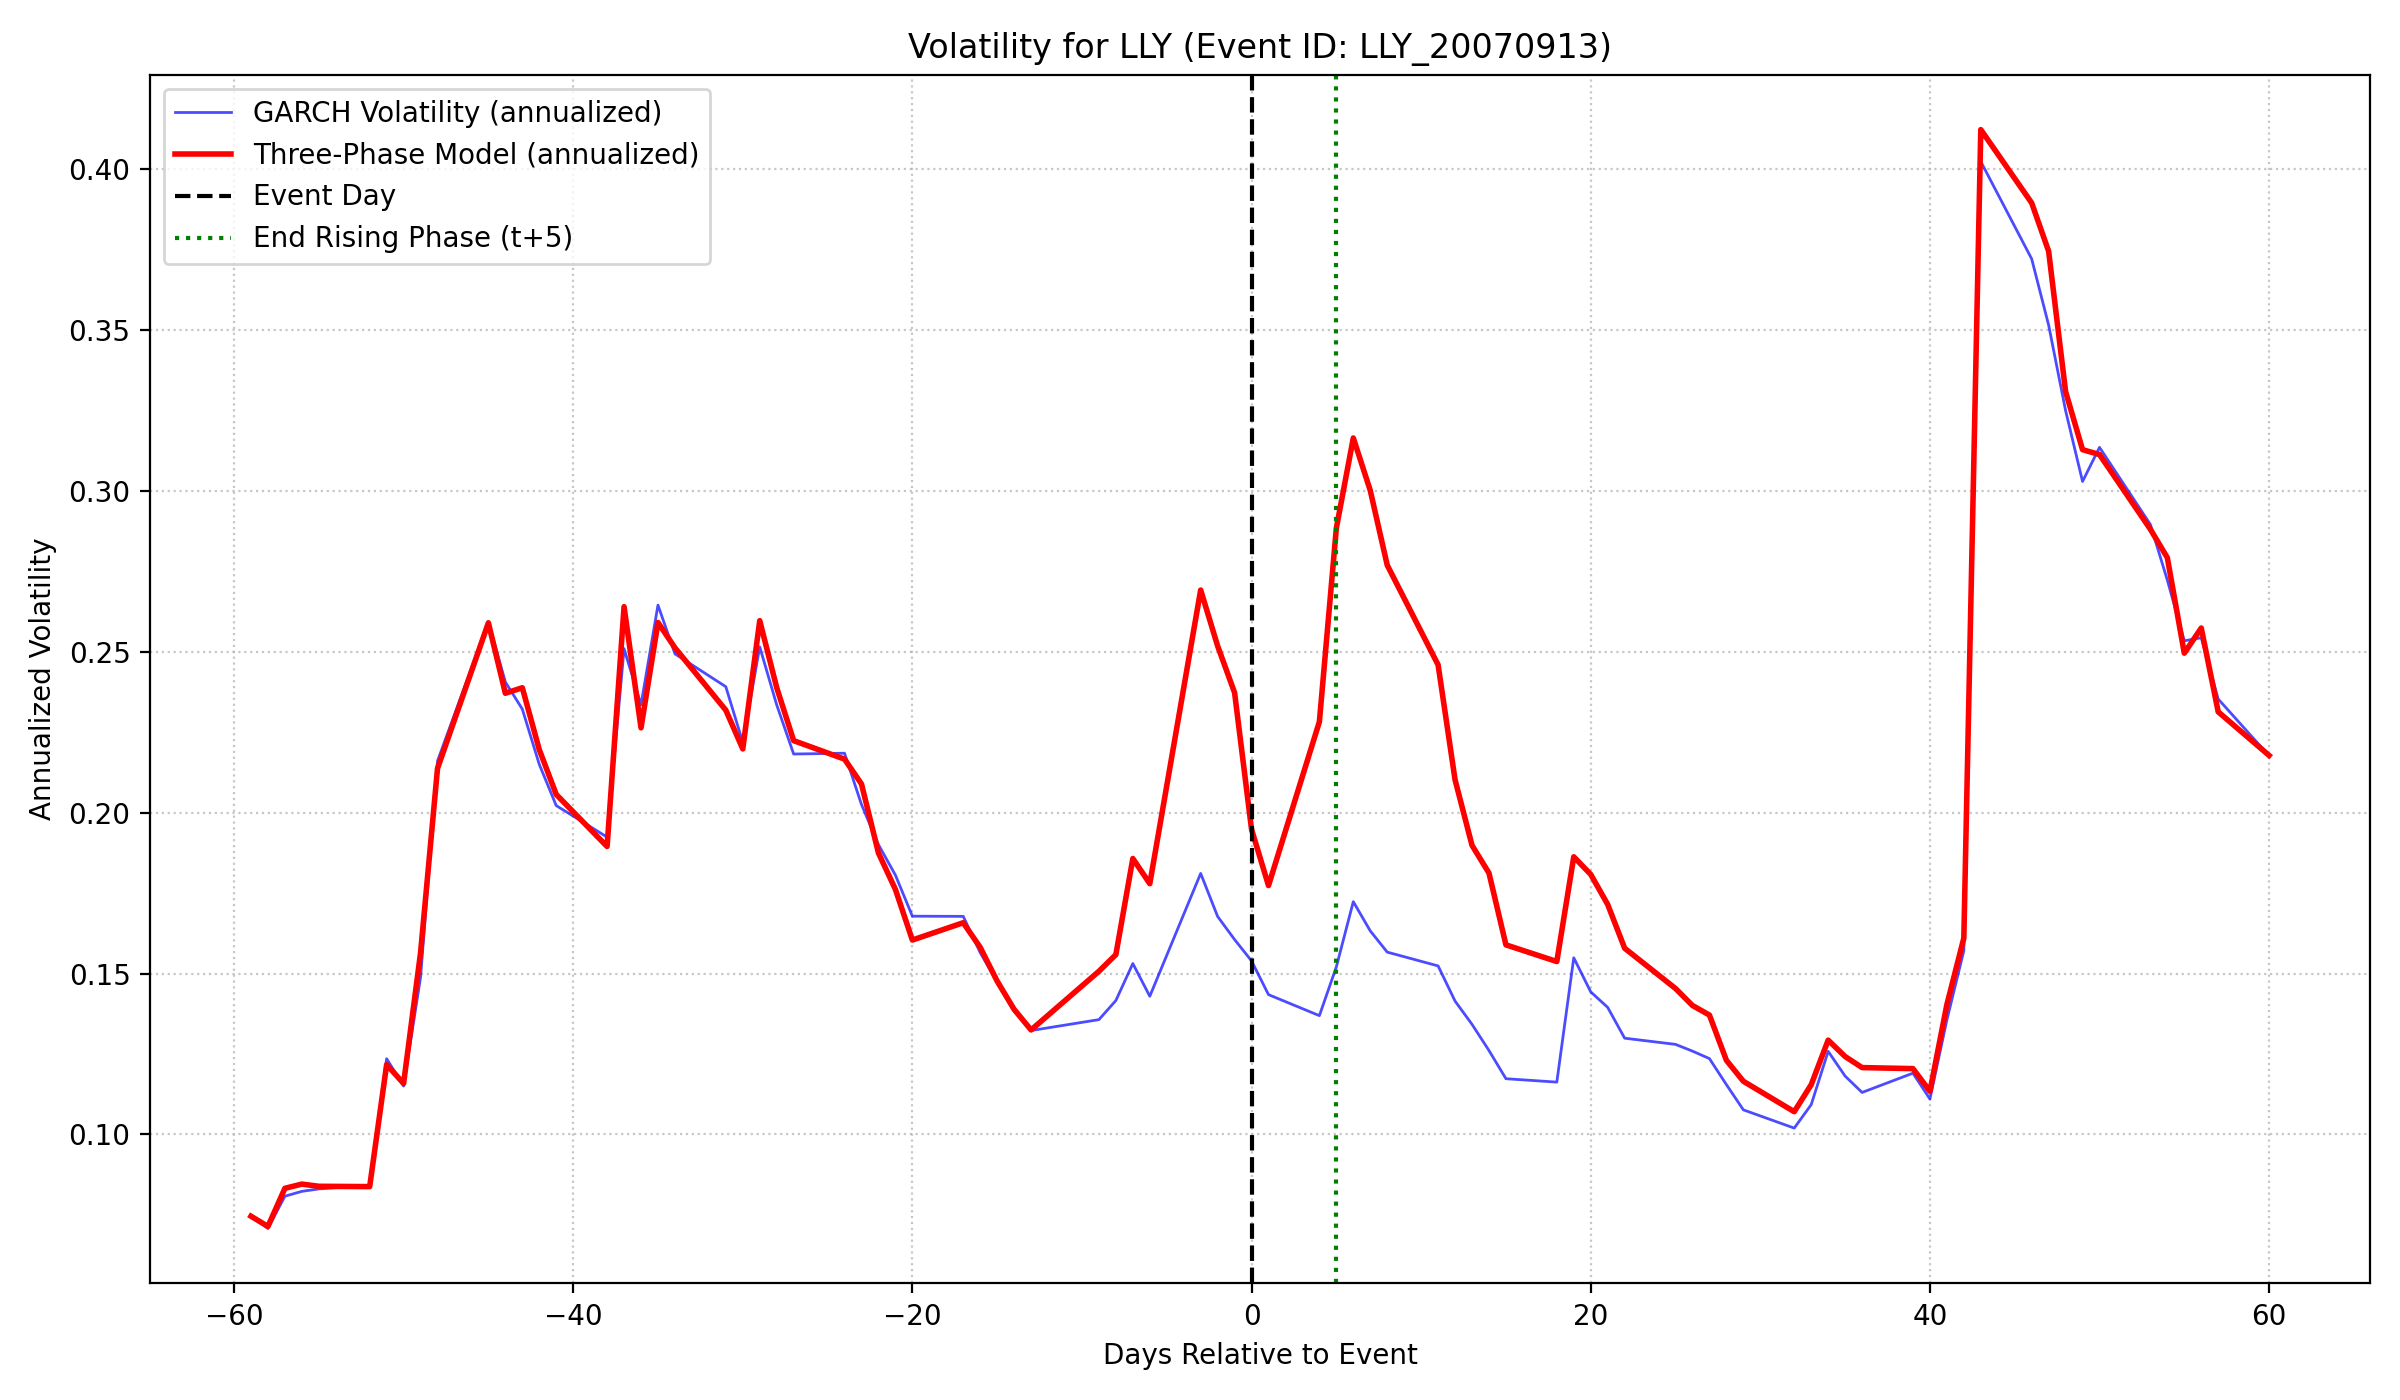 Volatility for LLY (Event ID: LLY_20070913)
GARCH Volatility (annualized)
Three-Phase Model (annualized)
Event Day
End Rising Phase (t+5)
Annualized Volatility
0.40
0.35
0.30
0.25
0.20
0.15
0.10
−60 −40 −20 0 20 40 60
Days Relative to Event